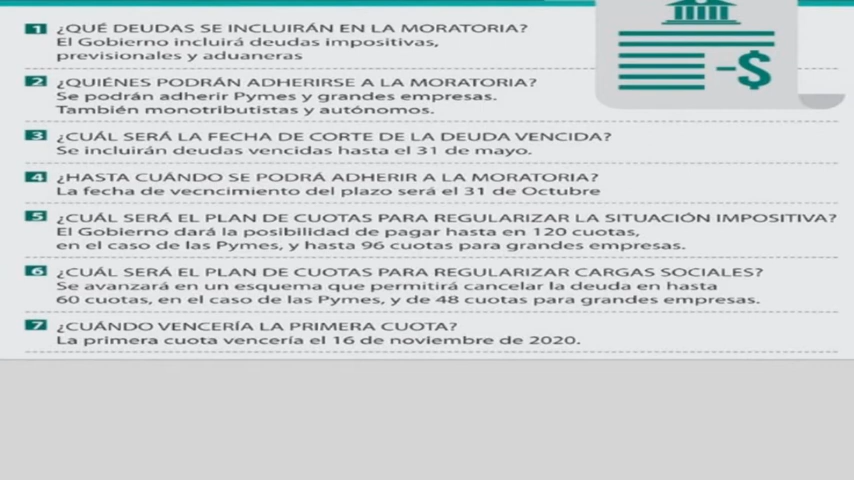 1 ¿QUÉ DEUDAS SE INCLUIRÁN EN LA MORATORIA?
El Gobierno incluirá deudas impositivas,
previsionales y aduaneras
2 ¿QUIÉNES PODRÁN ADHERIRSE A LA MORATORIA?
Se podrán adherir Pymes y grandes empresas.
También monotributistas y autónomos.
3 ¿CUÁL SERÁ LA FECHA DE CORTE DE LA DEUDA VENCIDA?
Se incluirán deudas vencidas hasta el 31 de mayo.
4 ¿HASTA CUÁNDO SE PODRÁ ADHERIR A LA MORATORIA?
La fecha de vecncimiento del plazo será el 31 de Octubre
5 ¿CUÁL SERÁ EL PLAN DE CUOTAS PARA REGULARIZAR LA SITUACIÓN IMPOSITIVA?
El Gobierno dará la posibilidad de pagar hasta en 120 cuotas,
en el caso de las Pymes, y hasta 96 cuotas para grandes empresas.
6 ¿CUÁL SERÁ EL PLAN DE CUOTAS PARA REGULARIZAR CARGAS SOCIALES?
Se avanzará en un esquema que permitirá cancelar la deuda en hasta
60 cuotas, en el caso de las Pymes, y de 48 cuotas para grandes empresas.
7 ¿CUÁNDO VENCERÍA LA PRIMERA CUOTA?
La primera cuota vencería el 16 de noviembre de 2020.
-$